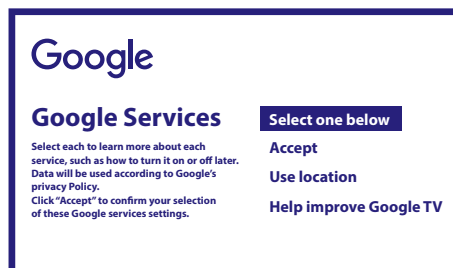 Google
Google Services
Select each to learn more about each
service, such as how to turn it on or off later.
Data will be used according to Google's
privacy Policy.
Click “Accept” to confirm your selection
of these Google services settings.
Select one below
Accept
Use location
Help improve Google TV